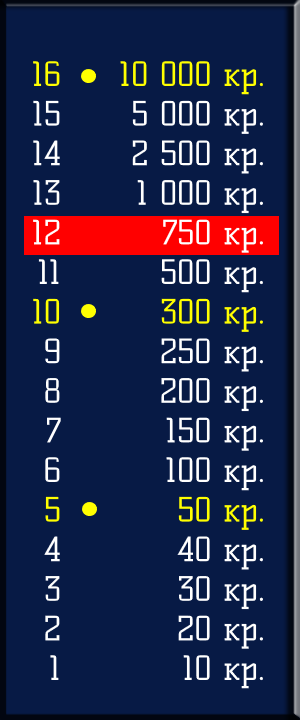 16 10 000 кр.
15 5 000 кр.
14 2 500 кр.
13 1 000 кр.
12 750 кр.
11 500 кр.
10 300 кр.
9 250 кр.
8 200 кр.
7 150 кр.
6 100 кр.
5 50 кр.
4 40 кр.
3 30 кр.
2 20 кр.
1 10 кр.